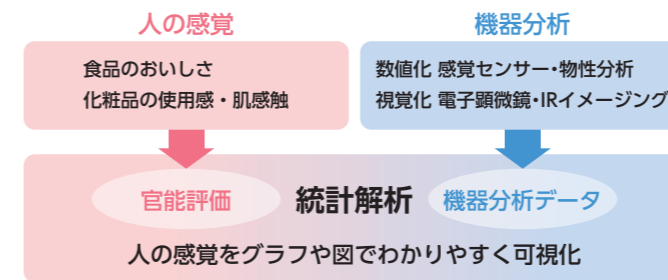 人の感覚
機器分析
食品のおいしさ
化粧品の使用感・肌感触
数値化 感覚センサー・物性分析
視覚化 電子顕微鏡・IRイメージング
官能評価
統計解析
機器分析データ
人の感覚をグラフや図でわかりやすく可視化